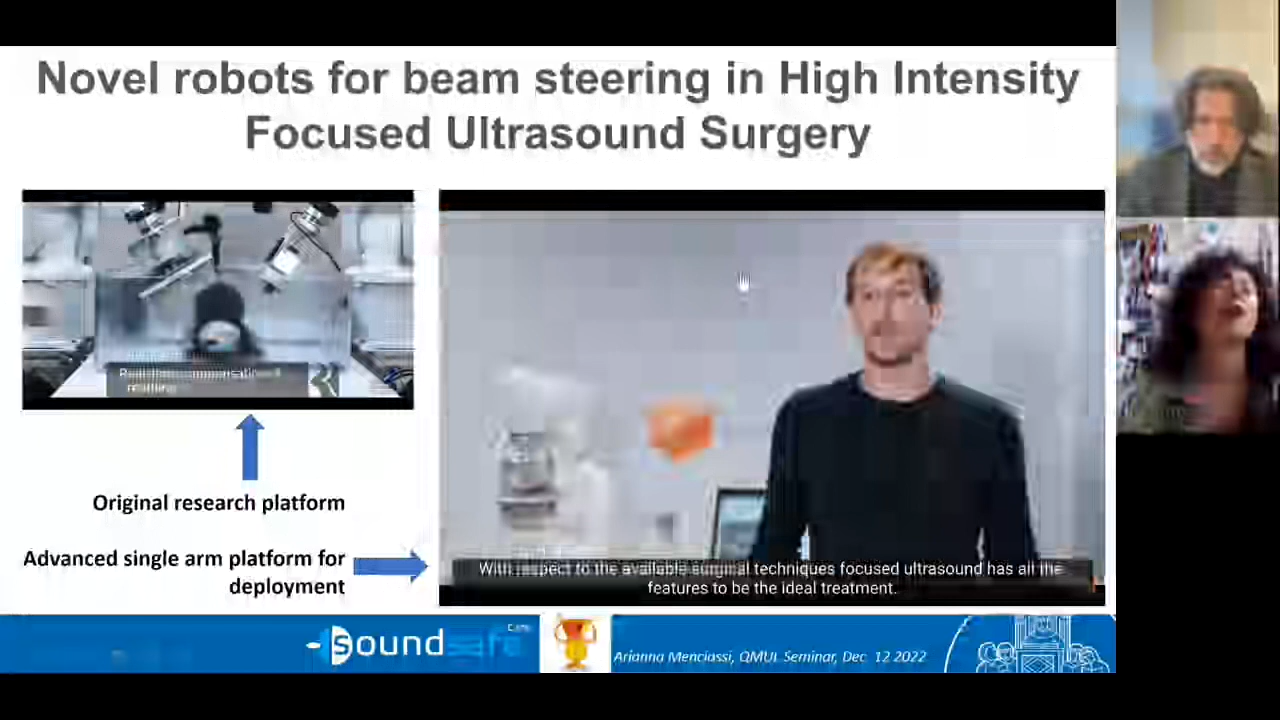 Novel robots for beam steering in High Intensity
Focused Ultrasound Surgery
Original research platform
Advanced single arm platform for
deployment
With respect to the available surgical techniques focused ultrasound has all the
features to be the ideal treatment.
soundsafe
Care
Arianna Menciassi, QMUL Seminar, Dec 12 2022